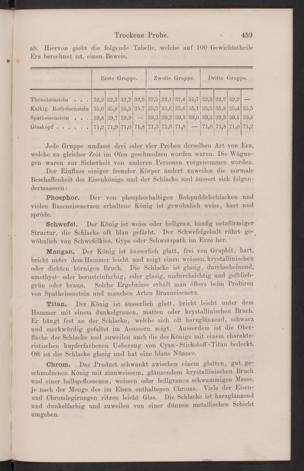 Trockene Probe. 459
ab. Hiervon giebt die folgende Tabelle, welche auf 100 Gewichtstheile
Erz berechnet ist, einen Beweis.
Erste Gruppe. Zweite Gruppe. Dritte Gruppe.
Thoneisenstein . . .
Kalkig. Rotheisenstein
Spatheisenstein . . .
Glaskopf . . . . . .
Jede Gruppe umfasst drei oder vier Proben derselben Art von Erz,
welche zu gleicher Zeit im Ofen geschmolzen worden waren. Die Wägun-
gen waren zur Sicherheit von anderen Personen vorgenommen worden.
Der Einfluss einiger fremder Körper ändert zuweilen die normale
Beschaffenheit des Eisenkönigs und der Schlacke und äussert sich folgen-
dermaassen:
Phosphor. Der von phosphorhaltigen Rohpuddelschlacken und
vielen Raseneisenerzen erhaltene König ist gewöhnlich weiss, hart und
spröde.
Schwefel. Der König ist weiss oder hellgrau, häufig netzförmiger
Structur, die Schlacke oft blau gefärbt. Der Schwefelgehalt rührt ge-
wöhnlich von Schwefelkies, Gyps oder Schwerspath im Erze her.
Mangan. Der König ist äusserlich glatt, frei von Graphit, hart,
bricht unter dem Hammer leicht und zeigt einen weissen, krystallinischen
oder dichten körnigen Bruch. Die Schlacke ist glasig, durchscheinend,
amethyst- oder bernsteinfarbig, oder glasig, undurchsichtig und gelblich-
grün oder braun. Solche Ergebnisse erhält man öfters beim Probiren
von Spatheisenstein und manchen Arten Brauneisenerz.
Titan. Der König ist äusserlich glatt, bricht leicht unter dem
Hammer mit einem dunkelgrauen, matten oder krystallinischen Bruch.
Er hängt fest an der Schlacke, welche sich oft harzglänzend, schwarz
und merkwürdig gefaltet im Aeussern zeigt. Ausserdem ist die Ober-
fläche der Schlacke und zuweilen auch die des Königs mit einem charakte-
ristischen kupferfarbenen Ueberzug von Cyan-Stickstoff-Titan bedeckt.
Oft ist die Schlacke glasig und hat eine blaue Nüance.
Chrom. Das Product schwankt zwischen einem glatten, gut ge-
schmolzenen König mit zinnweissem, glänzendem krystallinischen Bruch
und einer halbgeflossenen, weissen oder hellgrauen schwammigen Masse,
je nach der Menge des im Eisen enthaltenen Chroms. Viele der Eisen-
und Chromlegirungen ritzen leicht Glas. Die Schlacke ist harzglänzend
und dunkelfarbig und zuweilen von einer dünnen metallischen Schicht
umgeben.